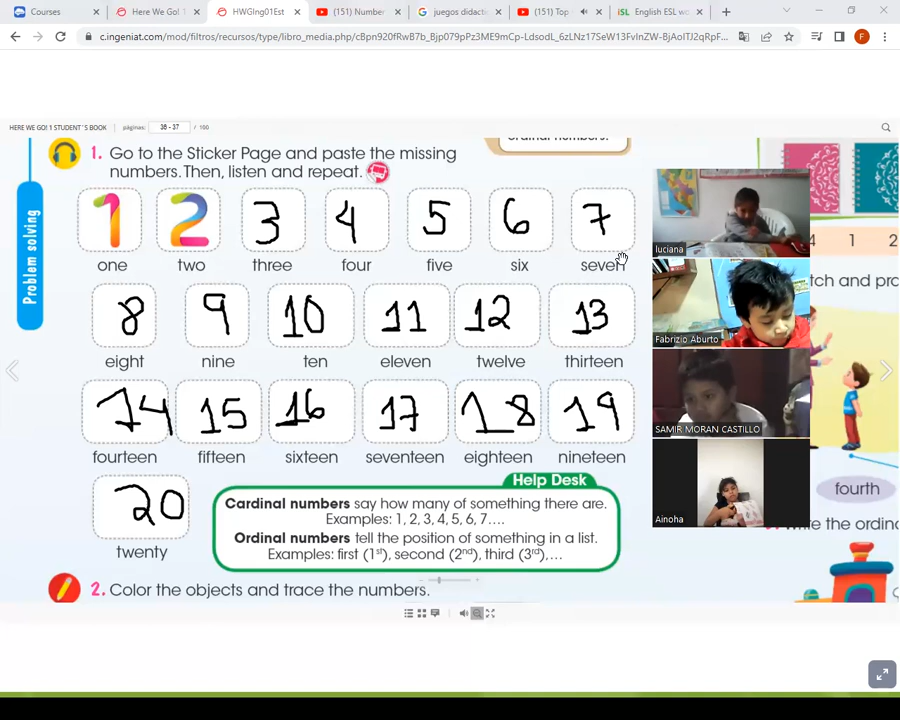 Courses
Here We Go! 1
HWGIng01Est
(151) Number
juegos didacti
(151) Top
English ESL wo
c.ingeniat.com/mod/filtros/recursos/type/libro_media.php/
HERE WE GO! 1 STUDENT´S BOOK
páginas:
36 - 37
/ 100
1. Go to the Sticker Page and paste the missing
numbers. Then, listen and repeat.
Problem solving
1 2 3 4 5 6 7
one two three four five six seven
8 9 10 11 12 13
eight nine ten eleven twelve thirteen
14 15 16 17 18 19
fourteen fifteen sixteen seventeen eighteen nineteen
20
twenty
Help Desk
Cardinal numbers say how many of something there are.
Examples: 1, 2, 3, 4, 5, 6, 7....
Ordinal numbers tell the position of something in a list.
Examples: first (1st), second (2nd), third (3rd),...
2. Color the objects and trace the numbers.
luciana
Fabrizio Aburto
SAMIR MORAN CASTILLO
Ainoha
4 1 2
tch and pro
fourth
rite the ordin